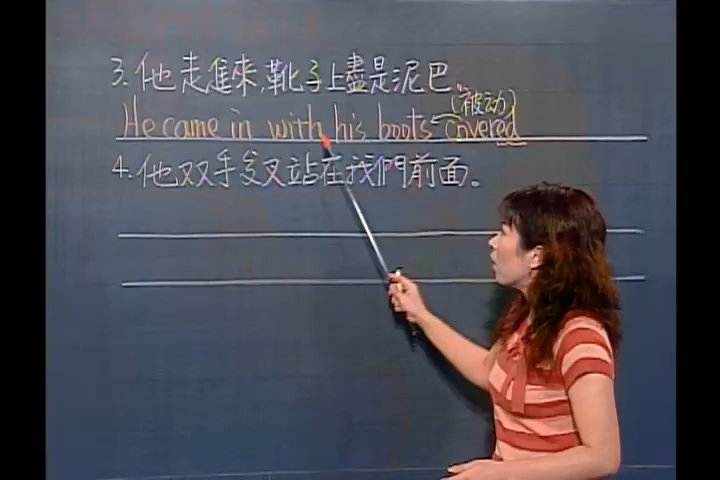 3. 他走進來,靴子上盡是泥巴。
(被动)
He came in with his boots covered
4. 他双手交叉站在我們前面。